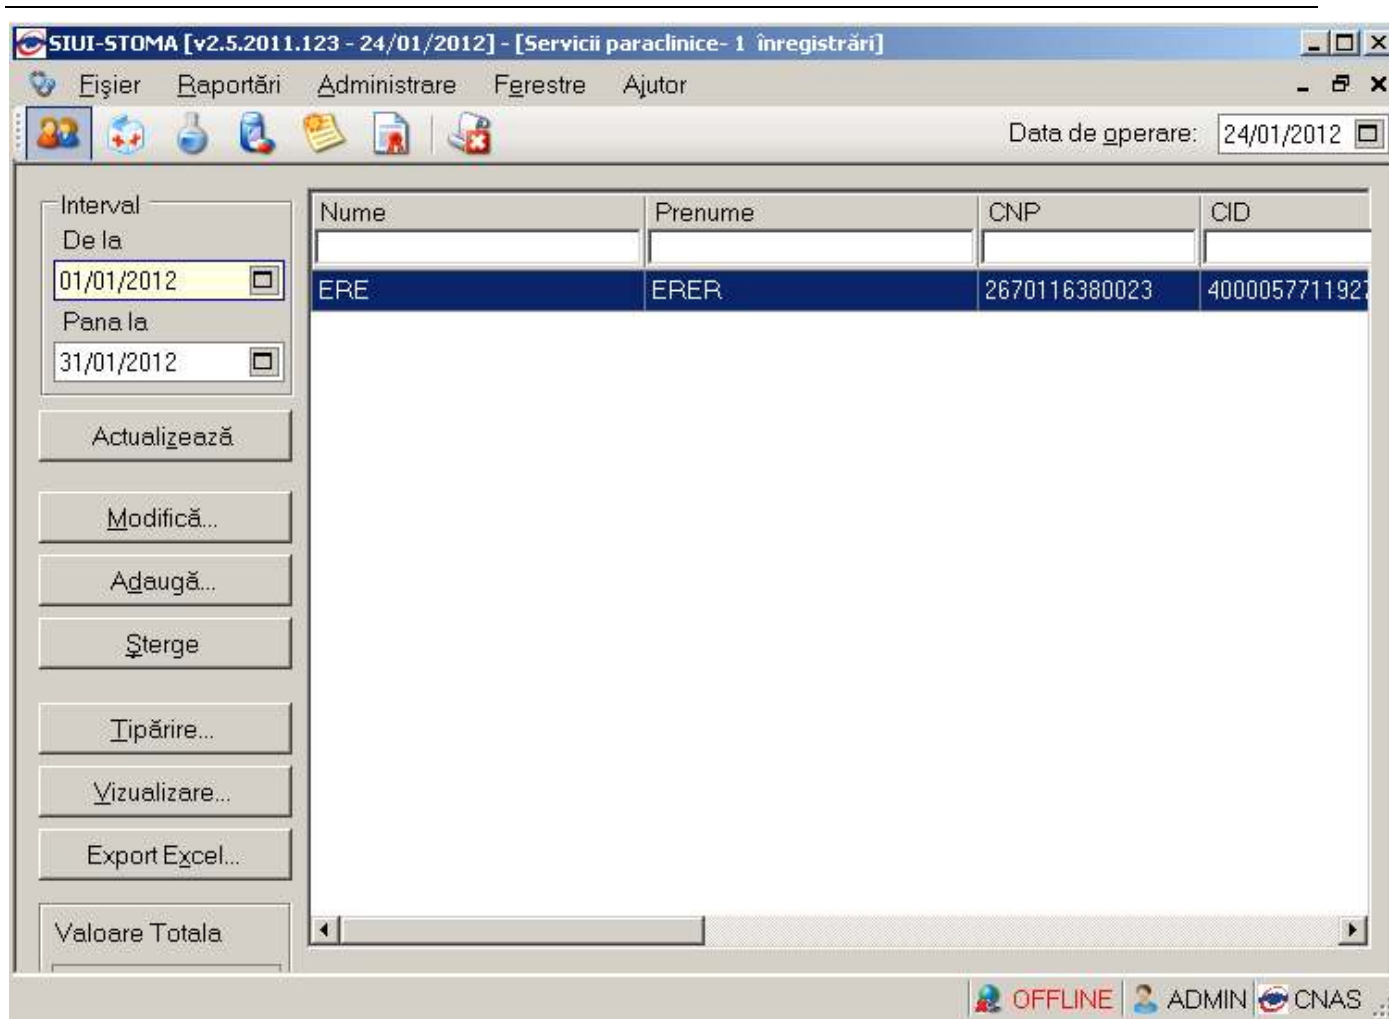 SIUI-STOMA [v2.5.2011.123 - 24/01/2012] - [Servicii paraclinice- 1 înregistrări]
Fişier Raportări Administrare Ferestre Ajutor
Data de operare: 24/01/2012
Interval
De la
01/01/2012
Pana la
31/01/2012
Actualizează
Modifică...
Adaugă...
Şterge
Tipărire...
Vizualizare...
Export Excel...
Valoare Totala
Nume Prenume CNP CID
ERE ERER 2670116380023 400005771192
OFFLINE ADMIN CNAS